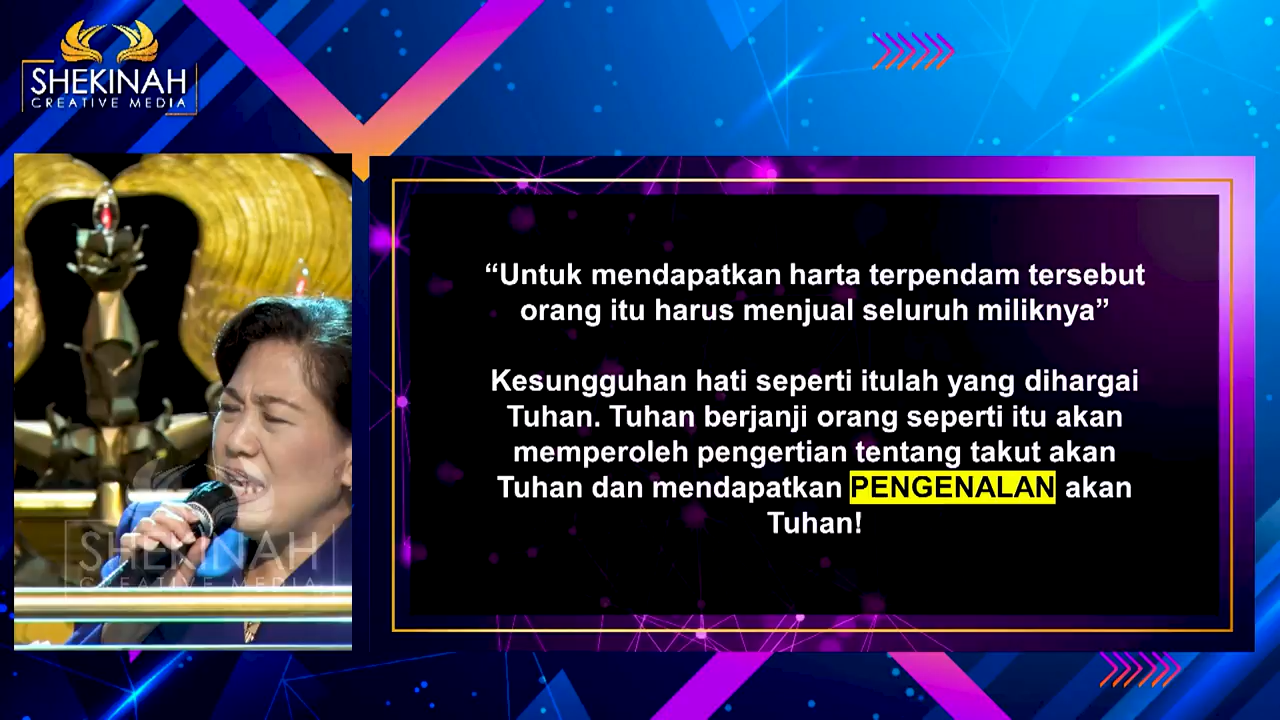 SHEKINAH
CREATIVE MEDIA
“Untuk mendapatkan harta terpendam tersebut
orang itu harus menjual seluruh miliknya”
Kesungguhan hati seperti itulah yang dihargai
Tuhan. Tuhan berjanji orang seperti itu akan
memperoleh pengertian tentang takut akan
Tuhan dan mendapatkan PENGENALAN akan
Tuhan!
SHEKINAH
CREATIVE MEDIA